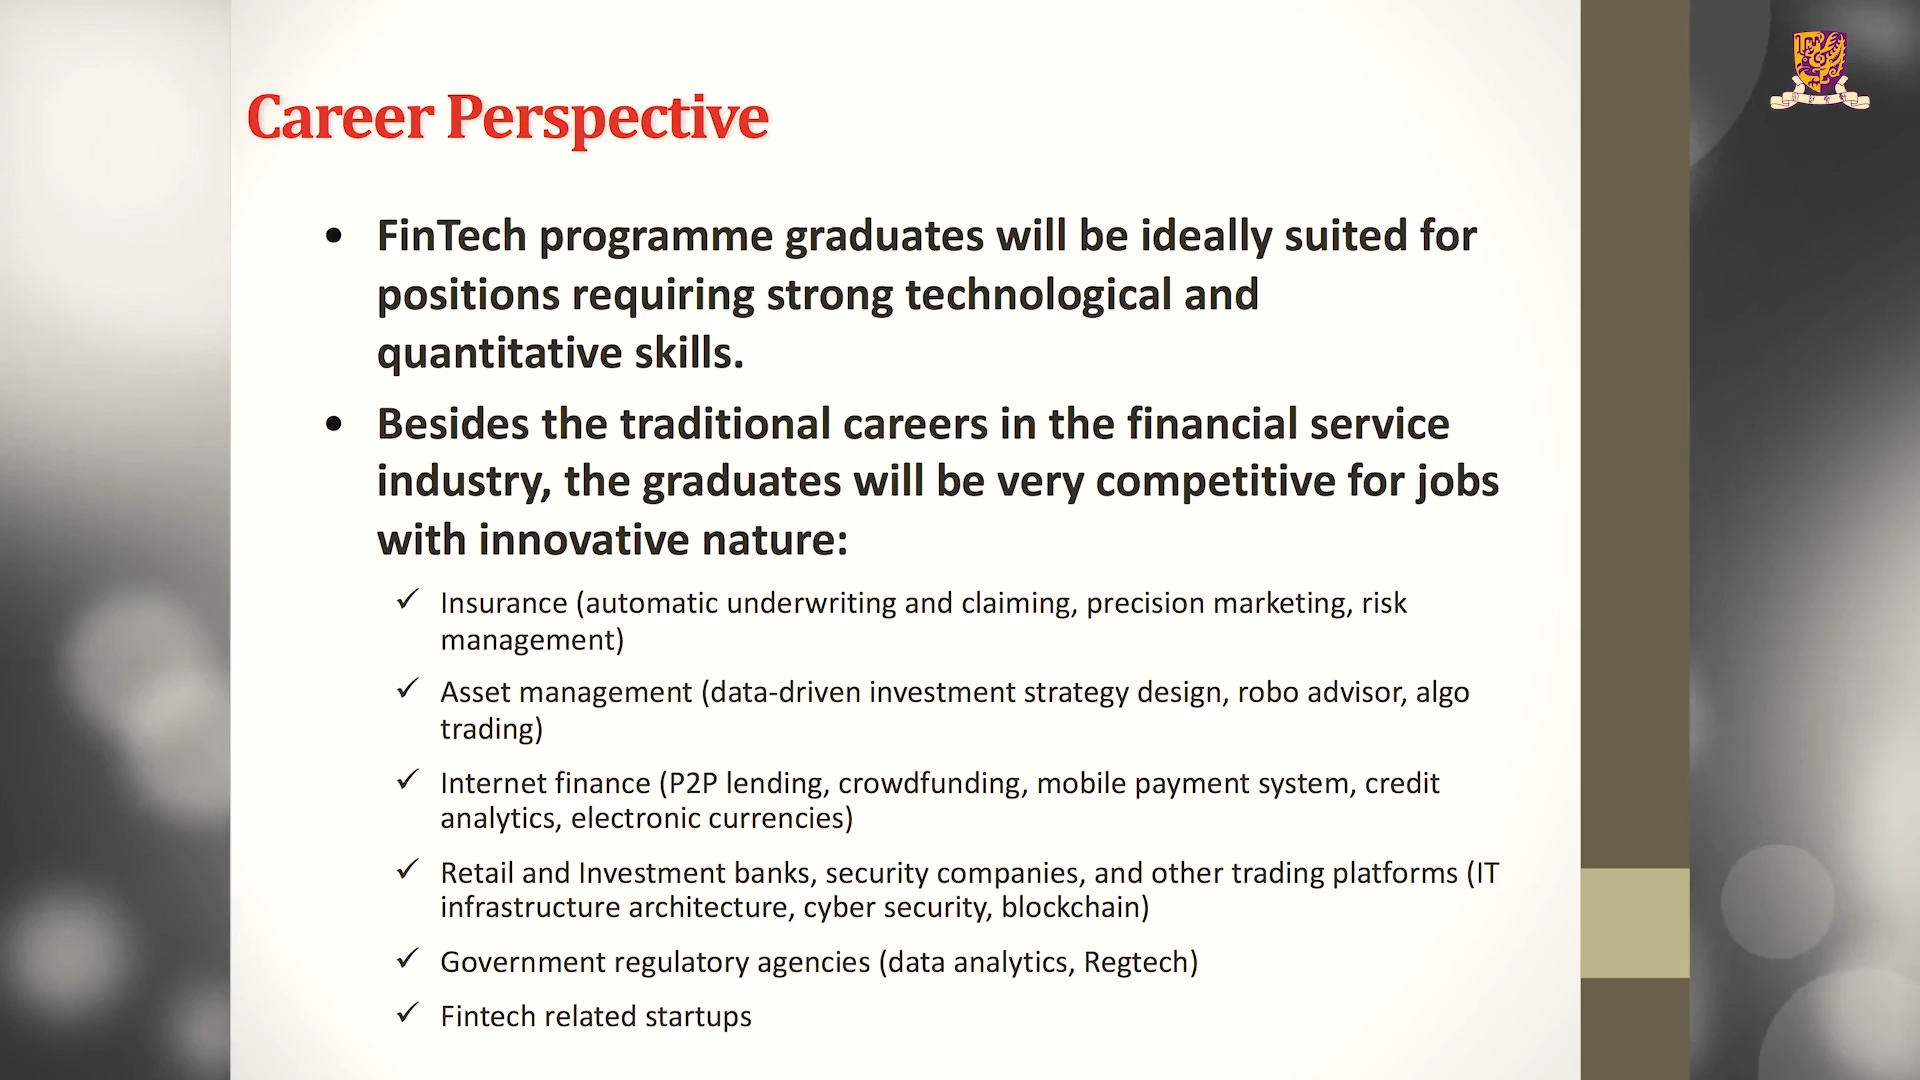 Career Perspective
• FinTech programme graduates will be ideally suited for
positions requiring strong technological and
quantitative skills.
• Besides the traditional careers in the financial service
industry, the graduates will be very competitive for jobs
with innovative nature:
✓ Insurance (automatic underwriting and claiming, precision marketing, risk
management)
✓ Asset management (data-driven investment strategy design, robo advisor, algo
trading)
✓ Internet finance (P2P lending, crowdfunding, mobile payment system, credit
analytics, electronic currencies)
✓ Retail and Investment banks, security companies, and other trading platforms (IT
infrastructure architecture, cyber security, blockchain)
✓ Government regulatory agencies (data analytics, Regtech)
✓ Fintech related startups